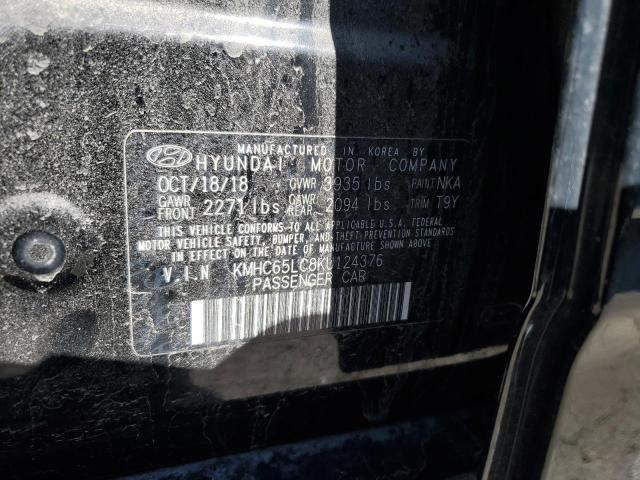 MANUFACTURED IN KOREA BY
HYUNDAI MOTOR COMPANY
OCT/18/18 GVWR 3935 lbs PAINT NKA
GAWR FRONT 2271 lbs GAWR REAR 2094 lbs TRIM T9Y
THIS VEHICLE CONFORMS TO ALL APPLICABLE U.S.A. FEDERAL
MOTOR VEHICLE SAFETY, BUMPER, AND THEFT PREVENTION STANDARDS
IN EFFECT ON THE DATE OF MANUFACTURE SHOWN ABOVE.
V I N KMHC65LC8KU124376
PASSENGER CAR